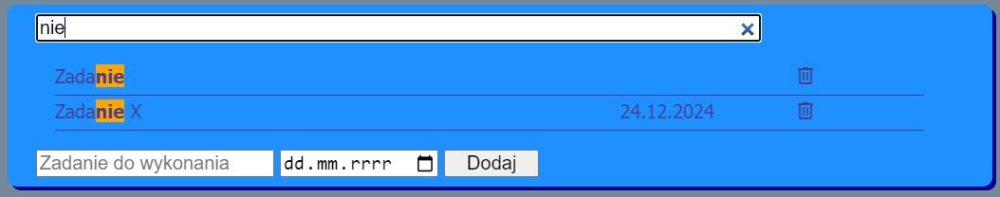 nie
Zadanie
Zadanie X 24.12.2024
Zadanie do wykonania dd.mm.rrrr Dodaj